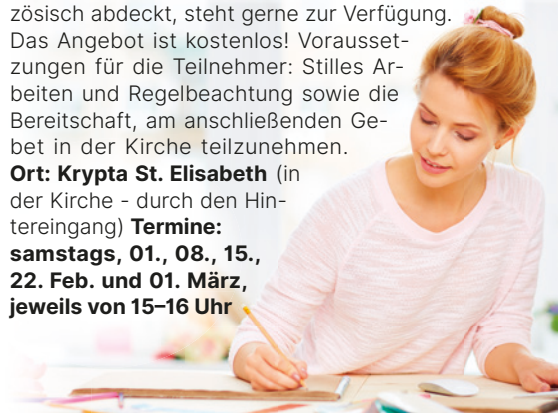 zösisch abdeckt, steht gerne zur Verfügung.
Das Angebot ist kostenlos! Vorausset-
zungen für die Teilnehmer: Stilles Ar-
beiten und Regelbeachtung sowie die
Bereitschaft, am anschließenden Ge-
bet in der Kirche teilzunehmen.
Ort: Krypta St. Elisabeth (in
der Kirche - durch den Hin-
tereingang) Termine:
samstags, 01., 08., 15.,
22. Feb. und 01. März,
jeweils von 15–16 Uhr